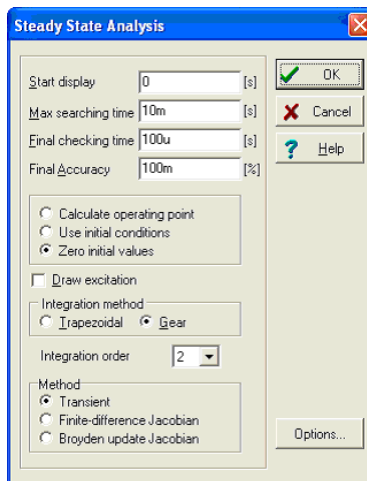 Steady State Analysis
Start display 0 [s]
Max searching time 10m [s]
Final checking time 100u [s]
Final Accuracy 100m [%]
Calculate operating point
Use initial conditions
Zero initial values
Draw excitation
Integration method
Trapezoidal Gear
Integration order 2
Method
Transient
Finite-difference Jacobian
Broyden update Jacobian
OK
Cancel
? Help
Options...